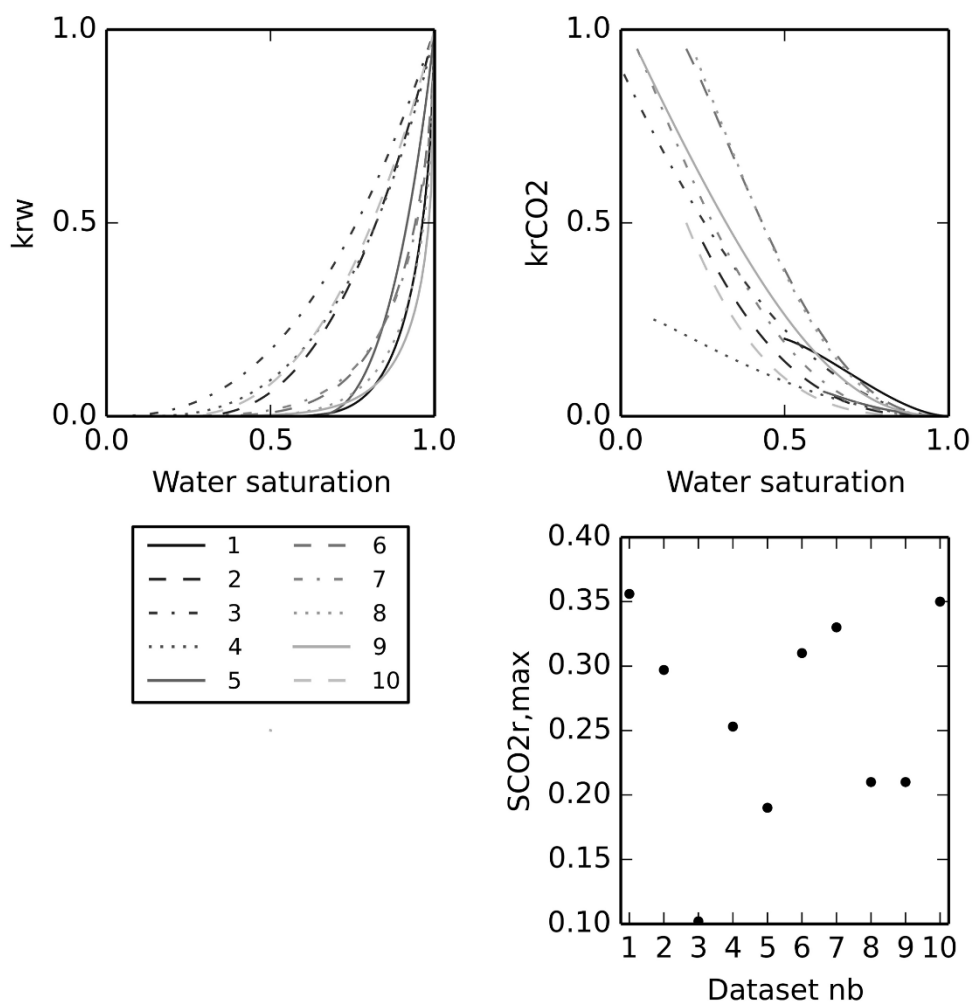 1.0
0.5
0.0
krw
0.0 0.5 1.0
Water saturation
1.0
0.5
0.0
krCO2
0.0 0.5 1.0
Water saturation
1 6
2 7
3 8
4 9
5 10
0.40
0.35
0.30
0.25
0.20
0.15
0.10
SCO2r,max
1 2 3 4 5 6 7 8 9 10
Dataset nb